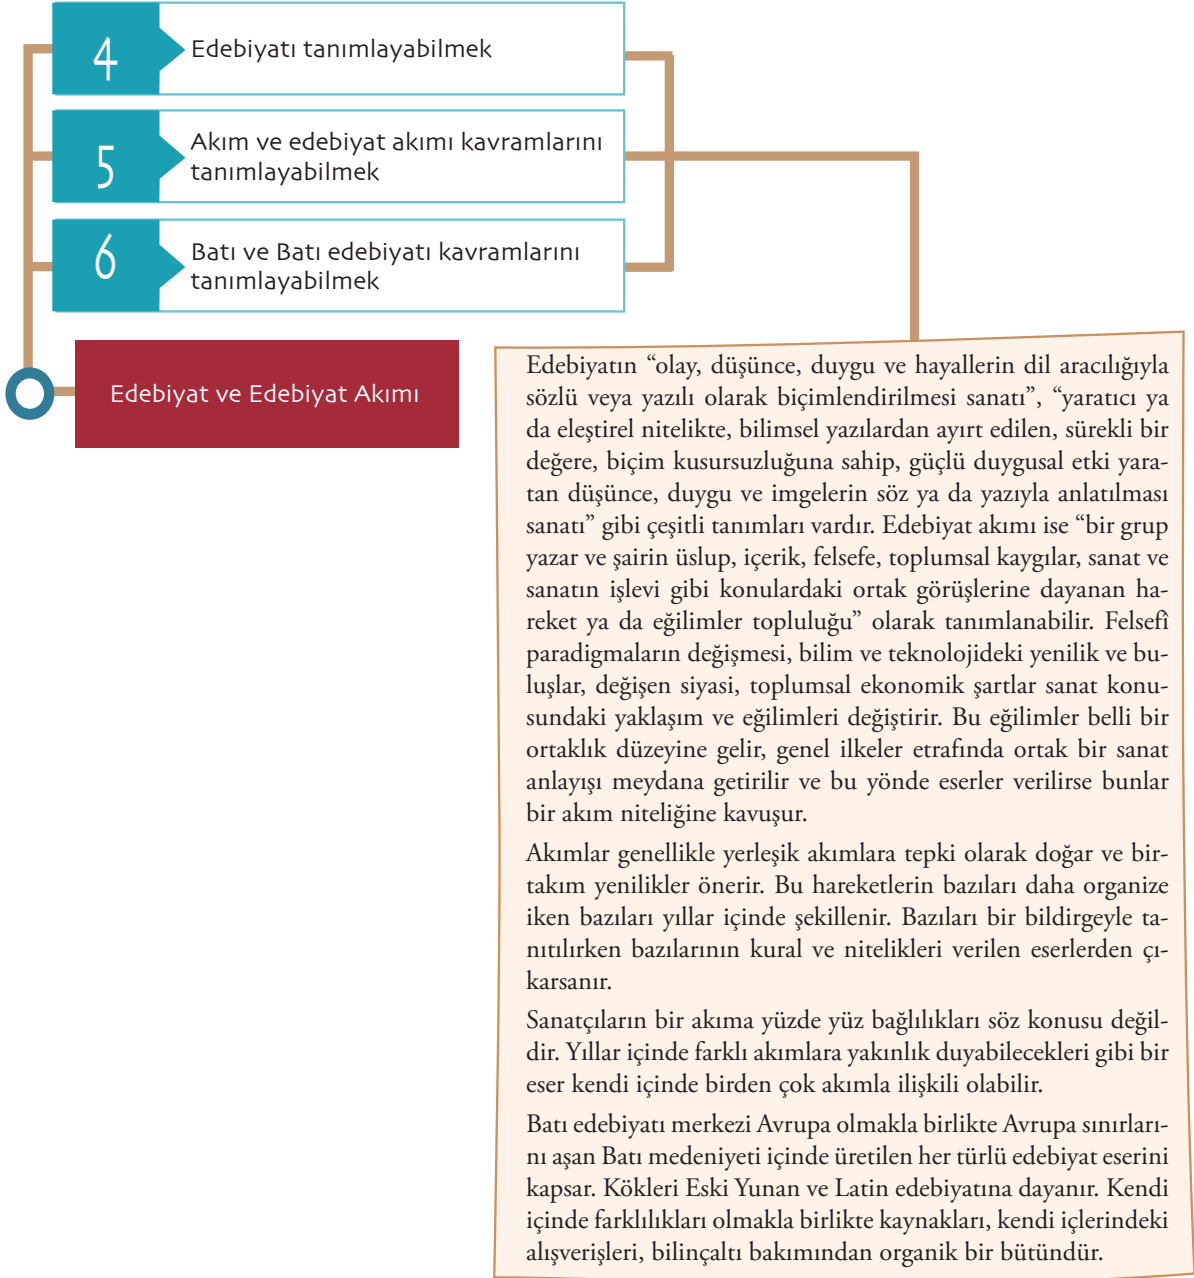 4
Edebiyatı tanımlayabilmek
5
Akım ve edebiyat akımı kavramlarını
tanımlayabilmek
6
Batı ve Batı edebiyatı kavramlarını
tanımlayabilmek
Edebiyat ve Edebiyat Akımı
Edebiyatın “olay, düşünce, duygu ve hayallerin dil aracılığıyla
sözlü veya yazılı olarak biçimlendirilmesi sanatı”, “yaratıcı ya
da eleştirel nitelikte, bilimsel yazılardan ayırt edilen, sürekli bir
değere, biçim kusursuzluğuna sahip, güçlü duygusal etki yara-
tan düşünce, duygu ve imgelerin söz ya da yazıyla anlatılması
sanatı” gibi çeşitli tanımları vardır. Edebiyat akımı ise “bir grup
yazar ve şairin üslup, içerik, felsefe, toplumsal kaygılar, sanat ve
sanatın işlevi gibi konulardaki ortak görüşlerine dayanan ha-
reket ya da eğilimler topluluğu” olarak tanımlanabilir. Felsefî
paradigmaların değişmesi, bilim ve teknolojideki yenilik ve bu-
luşlar, değişen siyasi, toplumsal ekonomik şartlar sanat konu-
sundaki yaklaşım ve eğilimleri değiştirir. Bu eğilimler belli bir
ortaklık düzeyine gelir, genel ilkeler etrafında ortak bir sanat
anlayışı meydana getirilir ve bu yönde eserler verilirse bunlar
bir akım niteliğine kavuşur.
Akımlar genellikle yerleşik akımlara tepki olarak doğar ve bir-
takım yenilikler önerir. Bu hareketlerin bazıları daha organize
iken bazıları yıllar içinde şekillenir. Bazıları bir bildirgeyle ta-
nıtılırken bazılarının kural ve nitelikleri verilen eserlerden çı-
karsanır.
Sanatçıların bir akıma yüzde yüz bağlılıkları söz konusu değil-
dir. Yıllar içinde farklı akımlara yakınlık duyabilecekleri gibi bir
eser kendi içinde birden çok akımla ilişkili olabilir.
Batı edebiyatı merkezi Avrupa olmakla birlikte Avrupa sınırları-
nı aşan Batı medeniyeti içinde üretilen her türlü edebiyat eserini
kapsar. Kökleri Eski Yunan ve Latin edebiyatına dayanır. Kendi
içinde farklılıkları olmakla birlikte kaynakları, kendi içlerindeki
alışverişleri, bilinçaltı bakımından organik bir bütündür.